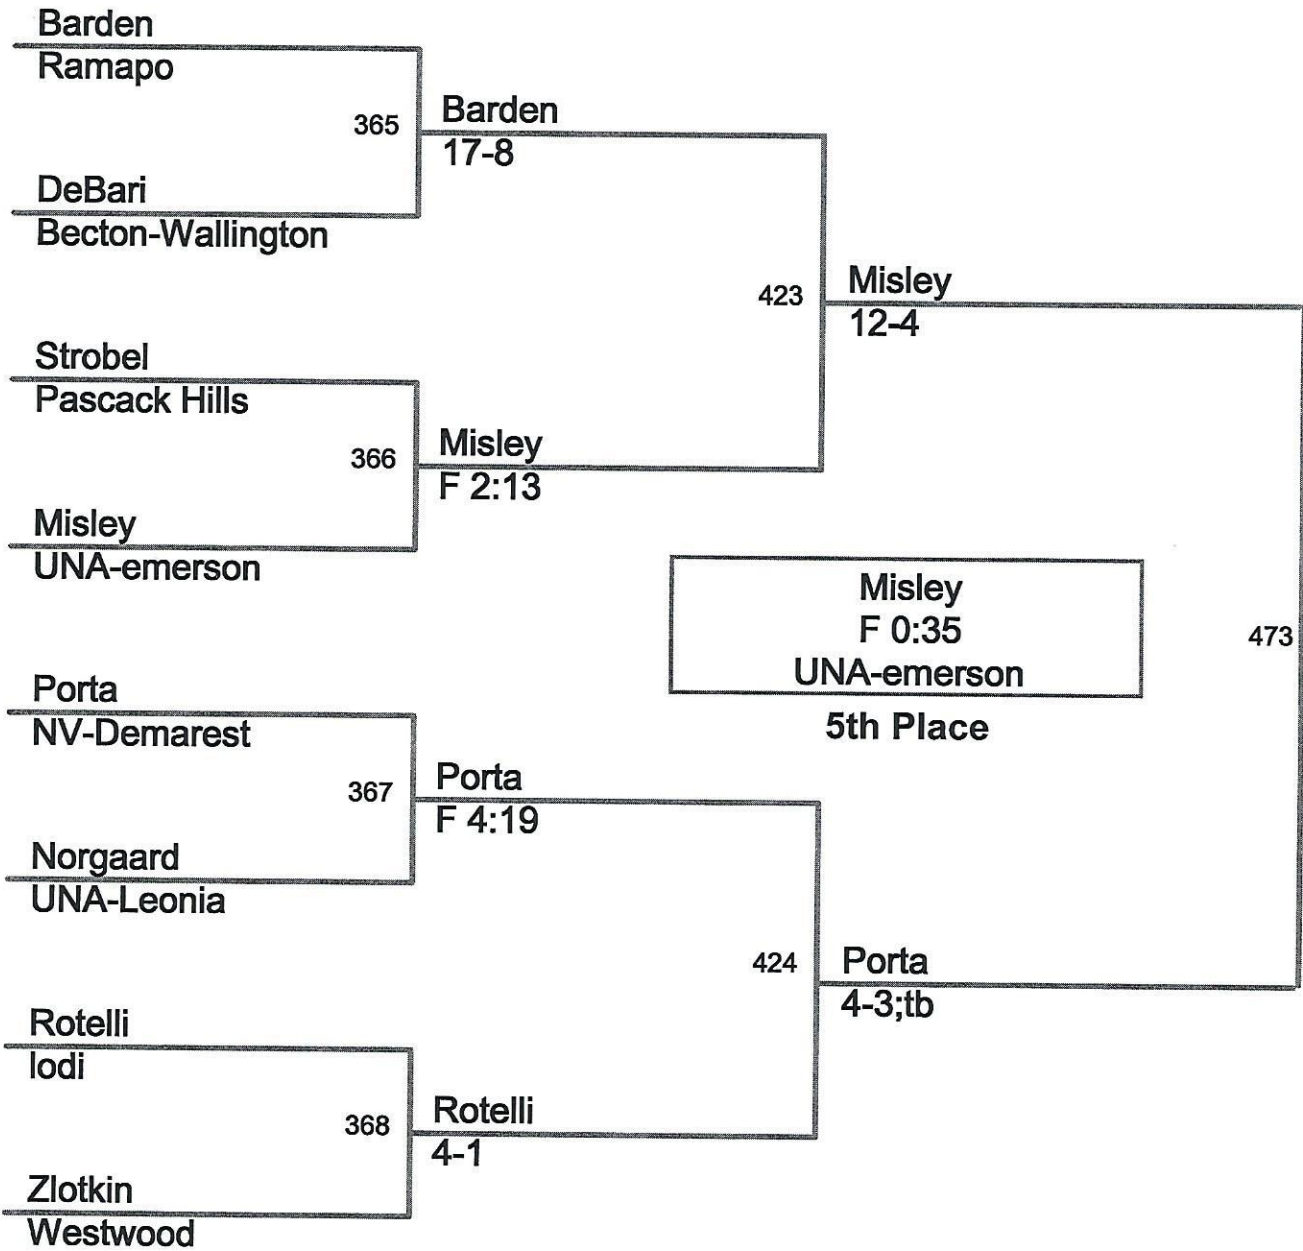 Barden
Ramapo
365
Barden
17-8
DeBari
Becton-Wallington
423
Misley
12-4
Strobel
Pascack Hills
366
Misley
F 2:13
Misley
UNA-emerson
Misley
F 0:35
UNA-emerson
5th Place
473
Porta
NV-Demarest
367
Porta
F 4:19
Norgaard
UNA-Leonia
424
Porta
4-3;tb
Rotelli
lodi
368
Rotelli
4-1
Zlotkin
Westwood